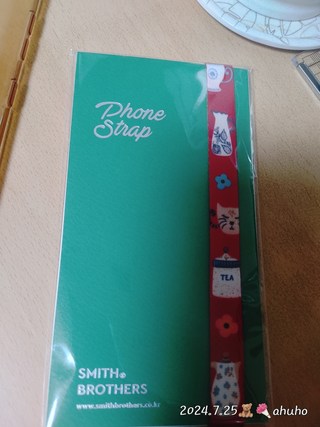 Phone
Strap
TEA
SMITH
BROTHERS
www.smithbrothers.co.kr
2024.7.25🧸🍭ahuho